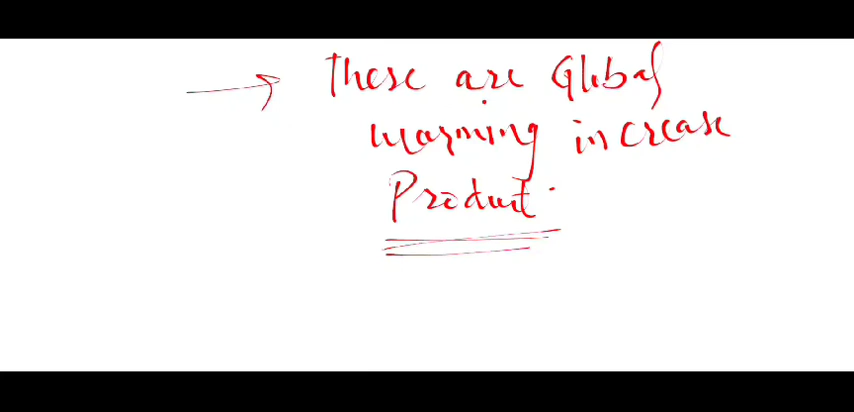 → These are Global
warming increase
Product.